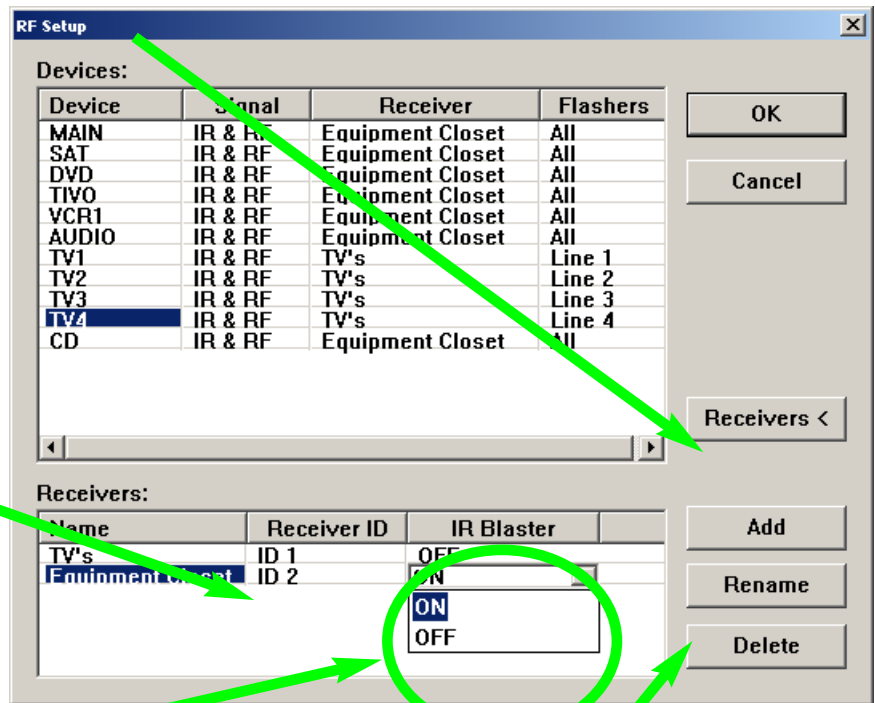 RF Setup
Devices:
Device Signal Receiver Flashers
MAIN IR & RF Equipment Closet All
SAT IR & RF Equipment Closet All
DVD IR & RF Equipment Closet All
TIVO IR & RF Equipment Closet All
VCR1 IR & RF Equipment Closet All
AUDIO IR & RF Equipment Closet All
TV1 IR & RF TV's Line 1
TV2 IR & RF TV's Line 2
TV3 IR & RF TV's Line 3
TV4 IR & RF TV's Line 4
CD IR & RF Equipment Closet All
OK
Cancel
Receivers <
Receivers:
Name Receiver ID IR Blaster
TV's ID 1 OFF
Equipment Closet ID 2 ON
ON
OFF
Add
Rename
Delete